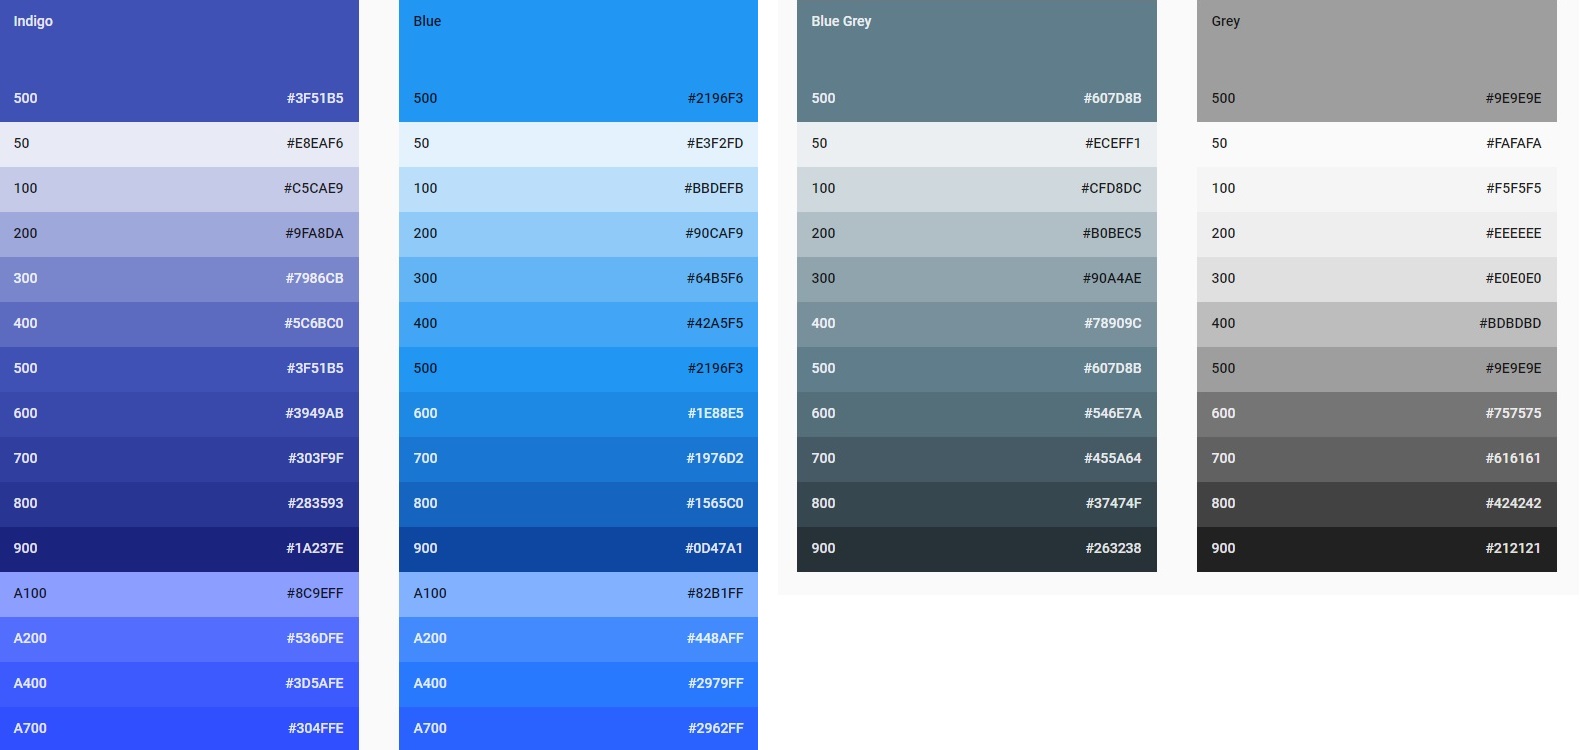 Indigo
500 #3F51B5
50 #E8EAF6
100 #C5CAE9
200 #9FA8DA
300 #7986CB
400 #5C6BC0
500 #3F51B5
600 #3949AB
700 #303F9F
800 #283593
900 #1A237E
A100 #8C9EFF
A200 #536DFE
A400 #3D5AFE
A700 #304FFE
Blue
500 #2196F3
50 #E3F2FD
100 #BBDEFB
200 #90CAF9
300 #64B5F6
400 #42A5F5
500 #2196F3
600 #1E88E5
700 #1976D2
800 #1565C0
900 #0D47A1
A100 #82B1FF
A200 #448AFF
A400 #2979FF
A700 #2962FF
Blue Grey
500 #607D8B
50 #ECEFF1
100 #CFD8DC
200 #B0BEC5
300 #90A4AE
400 #78909C
500 #607D8B
600 #546E7A
700 #455A64
800 #37474F
900 #263238
Grey
500 #9E9E9E
50 #FAFAFA
100 #F5F5F5
200 #EEEEEE
300 #E0E0E0
400 #BDBDBD
500 #9E9E9E
600 #757575
700 #616161
800 #424242
900 #212121